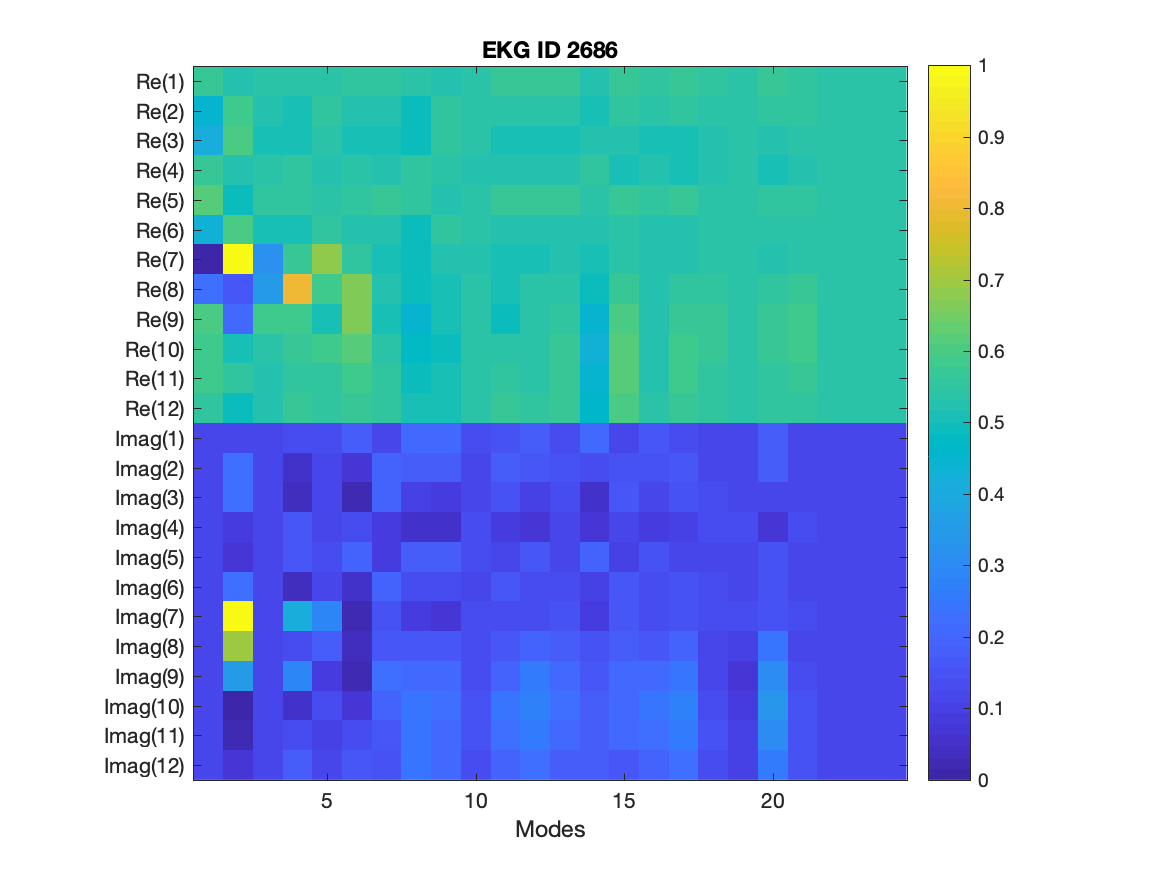 EKG ID 2686
Re(1)
Re(2)
Re(3)
Re(4)
Re(5)
Re(6)
Re(7)
Re(8)
Re(9)
Re(10)
Re(11)
Re(12)
Imag(1)
Imag(2)
Imag(3)
Imag(4)
Imag(5)
Imag(6)
Imag(7)
Imag(8)
Imag(9)
Imag(10)
Imag(11)
Imag(12)
5 10 15 20
Modes
1
0.9
0.8
0.7
0.6
0.5
0.4
0.3
0.2
0.1
0